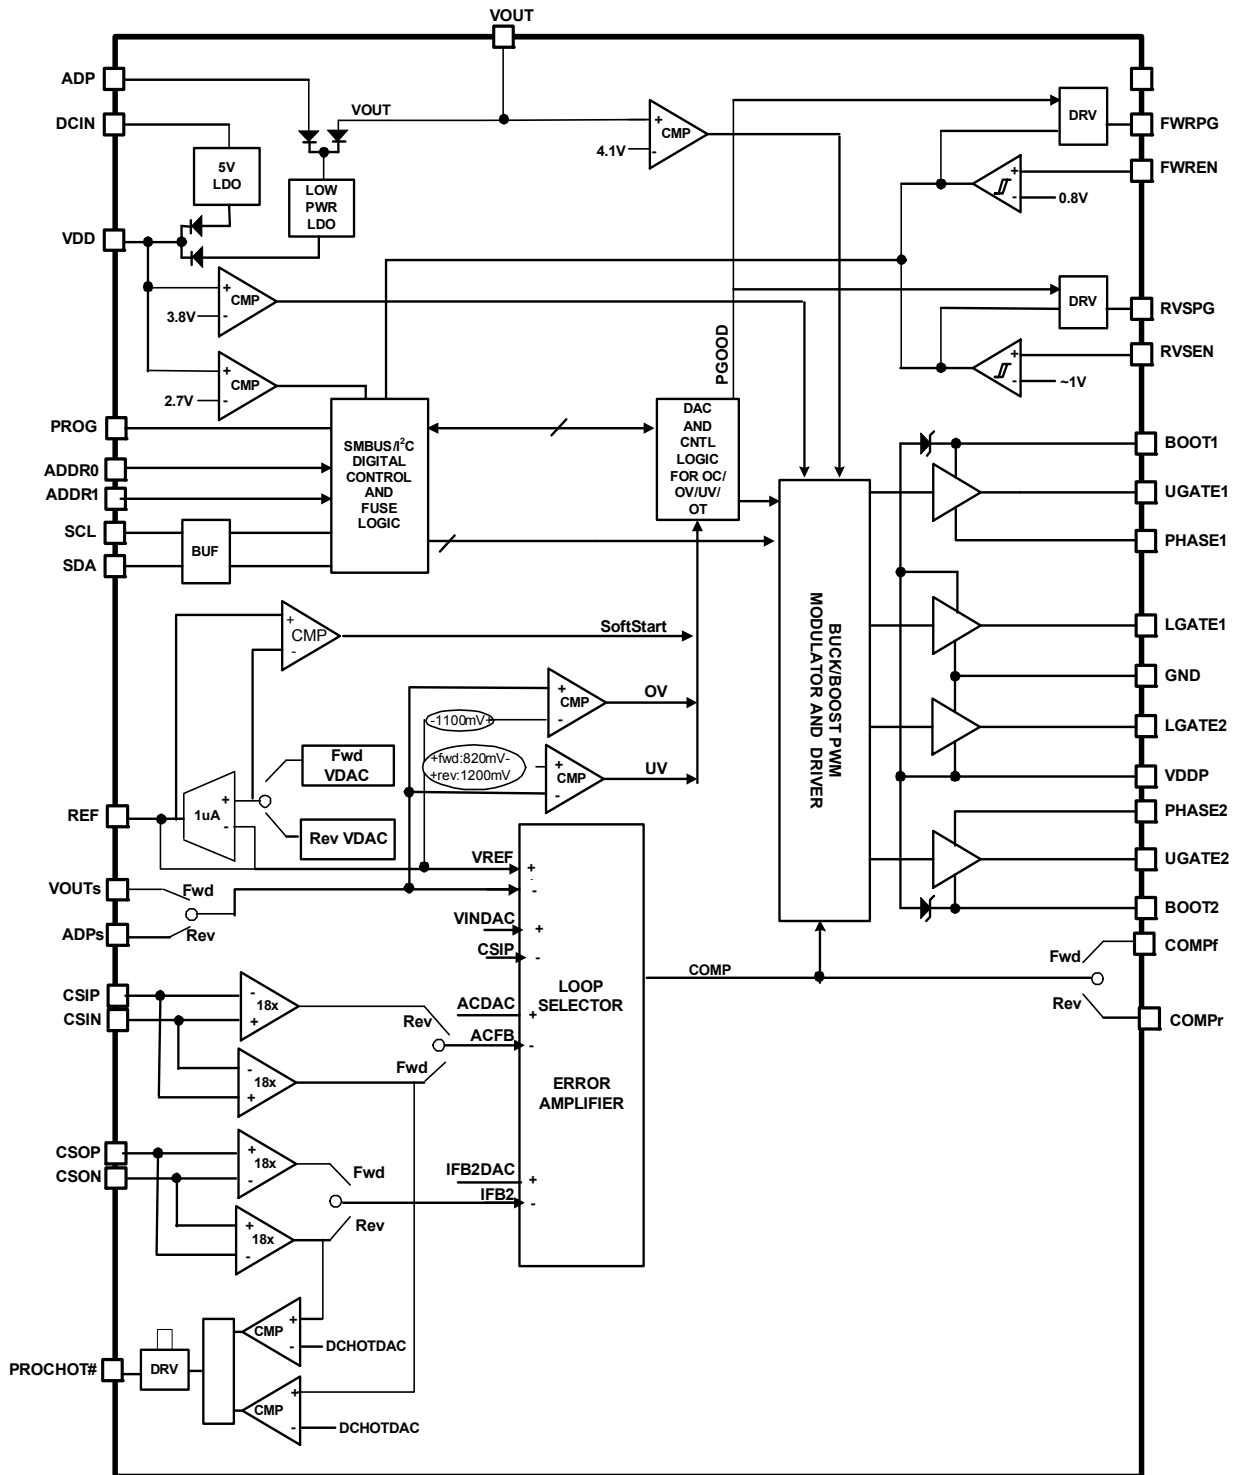 VOUT
ADP
DCIN
VDD
PROG
ADDR0
ADDR1
SCL
SDA
REF
VOUTs
ADPs
CSIP
CSIN
CSOP
CSON
PROCHOT#
VOUT
5V
LDO
LOW
PWR
LDO
+
4.1V
-
CMP
+
3.8V
-
CMP
+
2.7V
-
CMP
SMBUS/I²C
DIGITAL
CONTROL
AND
FUSE
LOGIC
BUF
PGOOD
DAC
AND
CNTL
LOGIC
FOR OC/
OV/UV/
OT
+
-
CMP
SoftStart
+
-
CMP
OV
-1100mV+
+fwd:820mV-
+rev:1200mV
+
-
CMP
UV
Fwd
VDAC
Rev VDAC
1uA
+
-
Fwd
Rev
VREF
+
-
VINDAC
+
CSIP
-
ACDAC
+
ACFB
-
IFB2DAC
+
IFB2
-
LOOP
SELECTOR
ERROR
AMPLIFIER
-
18x
+
-
18x
+
Rev
Fwd
+
18x
-
+
18x
-
Fwd
Rev
DRV
CMP
+
-
DCHOTDAC
CMP
+
-
DCHOTDAC
BUCK/BOOST PWM
MODULATOR AND DRIVER
COMP
Fwd
Rev
DRV
+
-
0.8V
DRV
+
-
~1V
FWRPG
FWREN
RVSPG
RVSEN
BOOT1
UGATE1
PHASE1
LGATE1
GND
LGATE2
VDDP
PHASE2
UGATE2
BOOT2
COMPf
COMPr